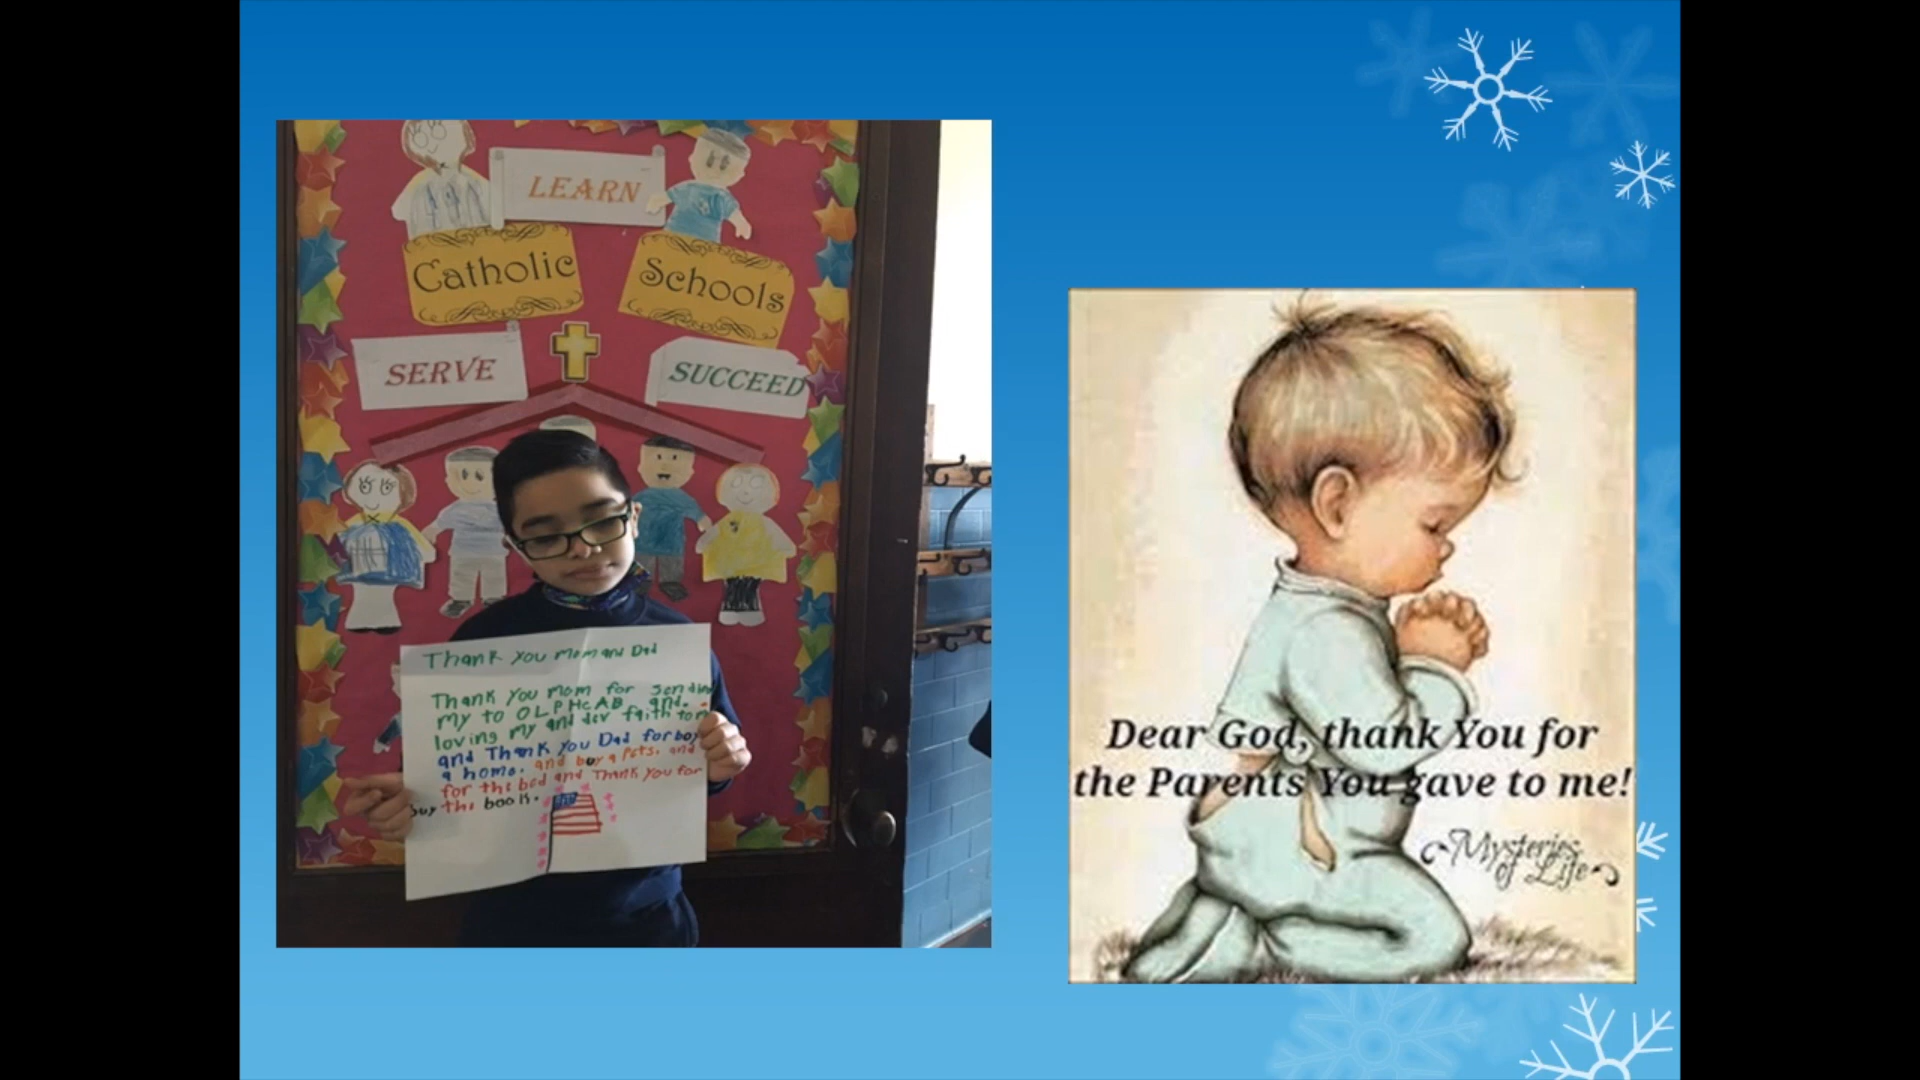 LEARN
Catholic Schools
SERVE
SUCCEED
Thank You Mom and Dad
Thank You Mom for sendin
my to OLPHCAB and.
loving my and dev faith to m
and Thank You Dad for boy
a home. and buy a Pets. and
for the bed and Thank You for
buy the book.
Dear God, thank You for
the Parents You gave to me!
Mysteries
of Life